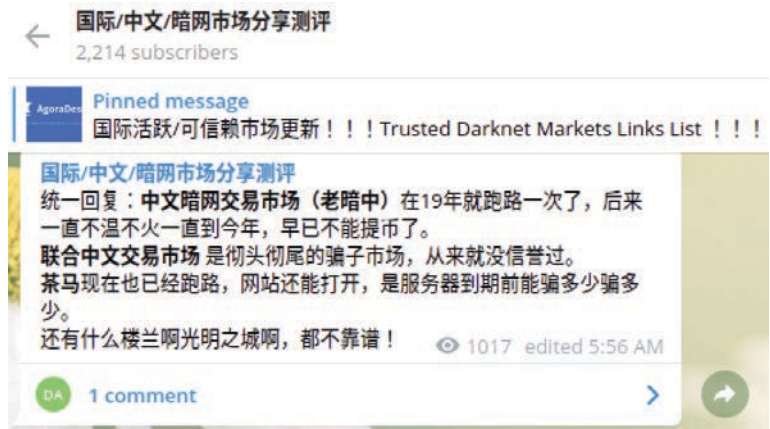 国际/中文/暗网市场分享测评
2,214 subscribers
AgoraDes
Pinned message
国际活跃/可信赖市场更新！！！Trusted Darknet Markets Links List ！！！
国际/中文/暗网市场分享测评
统一回复：中文暗网交易市场（老暗中）在19年就跑路一次了，后来
一直不温不火一直到今年，早已不能提币了。
联合中文交易市场 是彻头彻尾的骗子市场，从来就没信誉过。
茶马现在也已经跑路，网站还能打开，是服务器到期前能骗多少骗多
少。
还有什么楼兰啊光明之城啊，都不靠谱！
1017 edited 5:56 AM
DA
1 comment